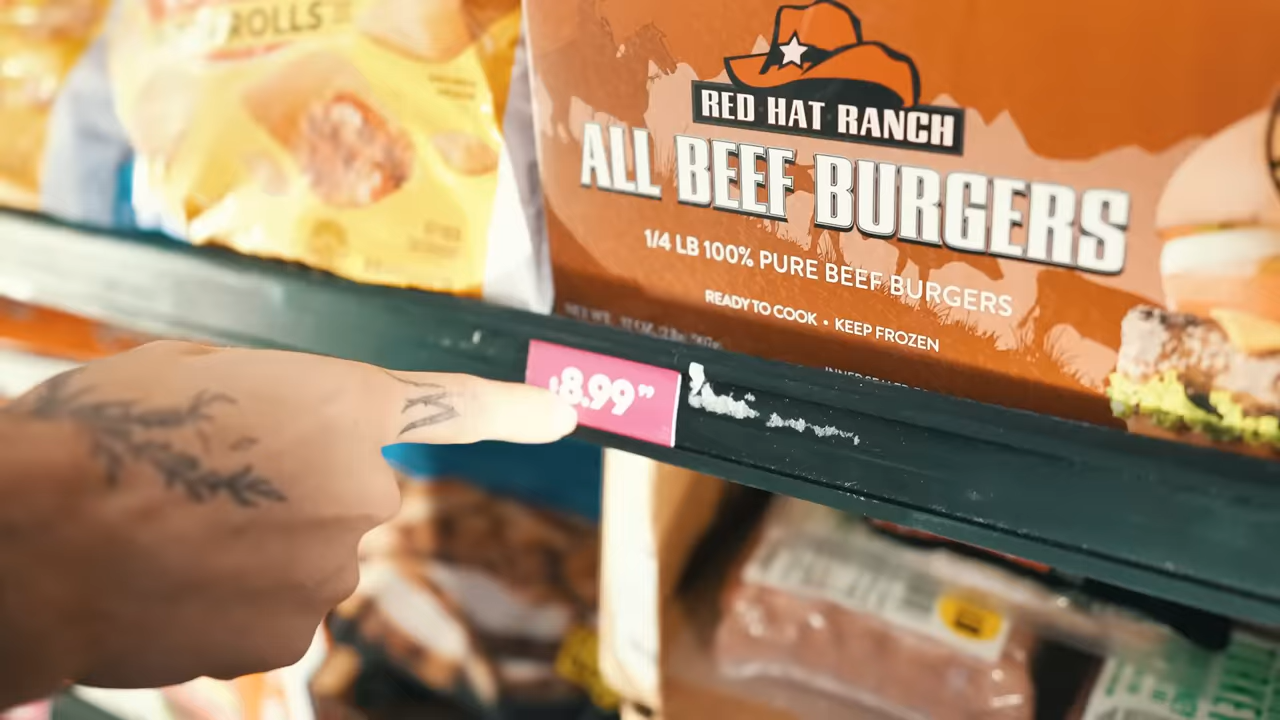 ROLLS
RED HAT RANCH
ALL BEEF BURGERS
1/4 LB 100% PURE BEEF BURGERS
READY TO COOK • KEEP FROZEN
$8.99"